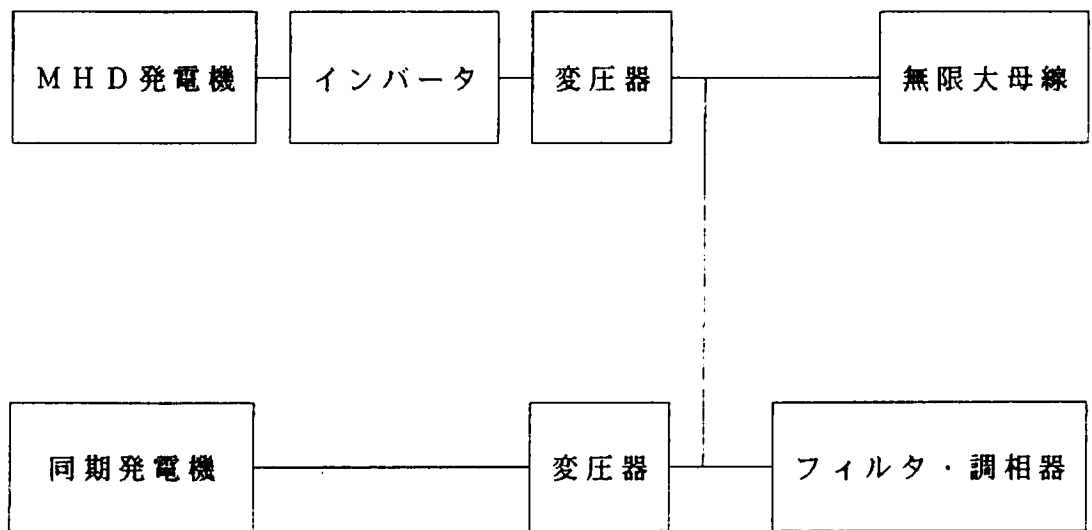 MHD発電機
インバータ
変圧器
無限大母線
同期発電機
変圧器
フィルタ・調相器